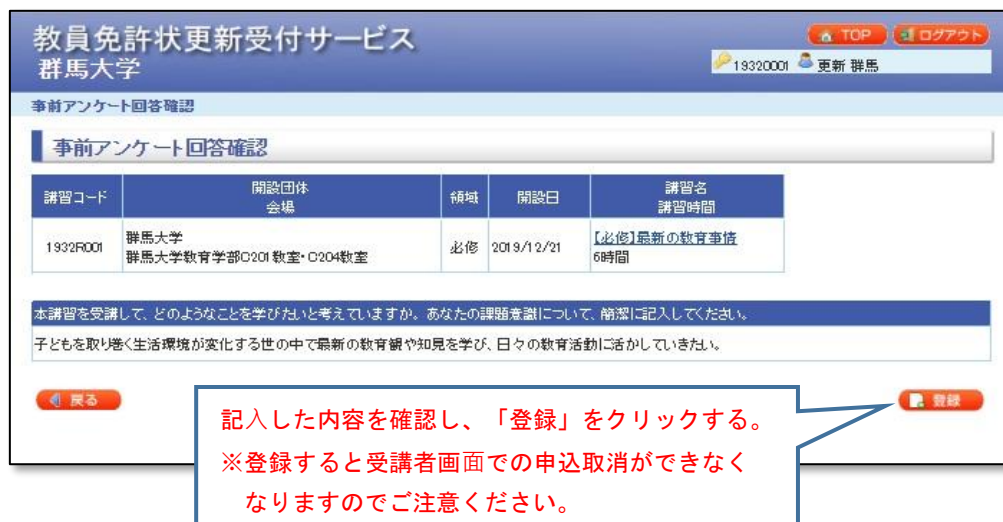 教員免許状更新受付サービス
群馬大学
TOP ログアウト
19320001 更新 群馬
事前アンケート回答確認
事前アンケート回答確認
講習コード 開設団体 会場 領域 開設日 講習名 講習時間
1932R001 群馬大学 必修 2019/12/21 【必修】最新の教育事情
群馬大学教育学部C201教室・C204教室 6時間
本講習を受講して、どのようなことを学びたいと考えていますか。あなたの課題意識について、簡潔に記入してください。
子どもを取り巻く生活環境が変化する世の中で最新の教育観や知見を学び、日々の教育活動に活かしていきたい。
戻る 登録
記入した内容を確認し、「登録」をクリックする。
※登録すると受講者画面での申込取消ができなく
なりますのでご注意ください。